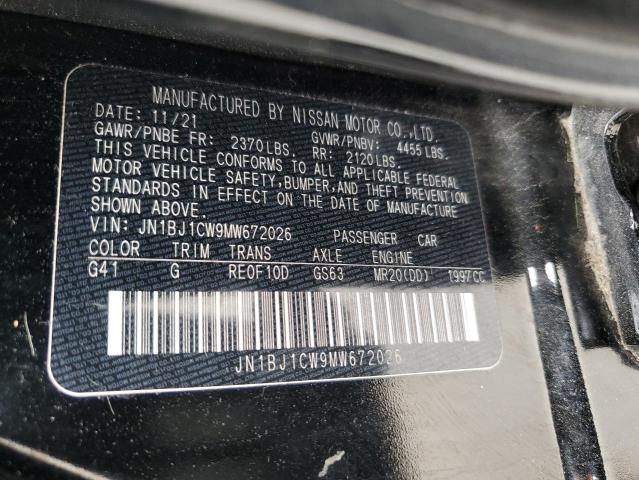 MANUFACTURED BY NISSAN MOTOR CO.,LTD.
DATE: 11/21 GVWR/PNBV: 4455 LBS.
GAWR/PNBE FR: 2370 LBS. RR: 2120 LBS.
THIS VEHICLE CONFORMS TO ALL APPLICABLE FEDERAL
MOTOR VEHICLE SAFETY, BUMPER, AND THEFT PREVENTION
STANDARDS IN EFFECT ON THE DATE OF MANUFACTURE
SHOWN ABOVE.
VIN: JN1BJ1CW9MW672026 PASSENGER CAR
COLOR TRIM TRANS AXLE ENGINE
G41 G RE0F10D GS63 MR20(DD) 1997CC
JN1BJ1CW9MW672026